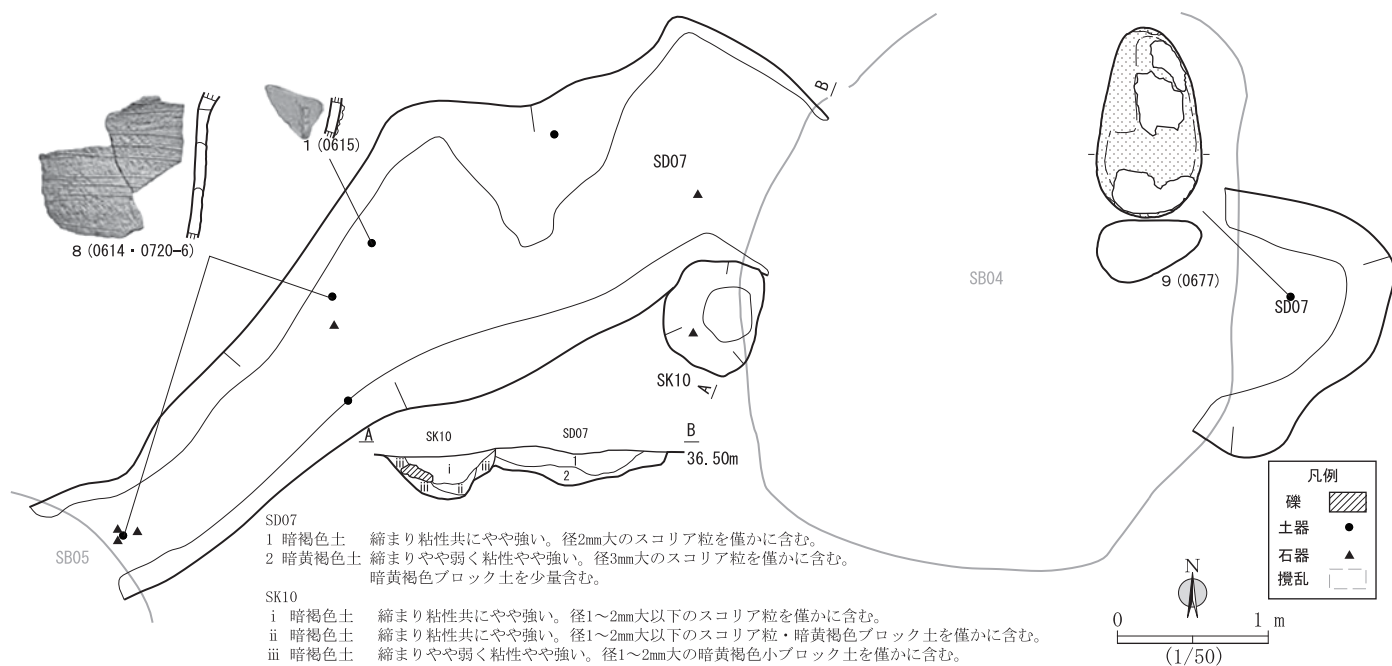 B
1 (0615)
8 (0614・0720-6)
SD07
SB04
9 (0677)
SD07
SK10
A
A
SK10
SD07
B
36.50m
iii
i
iii
iii
ii
1
2
SB05
SD07
1 暗褐色土 締まり粘性共にやや強い。径2mm大のスコリア粒を僅かに含む。
2 暗黄褐色土 締まりやや弱く粘性やや強い。径3mm大のスコリア粒を僅かに含む。
暗黄褐色ブロック土を少量含む。
SK10
i 暗褐色土 締まり粘性共にやや強い。径1～2mm大以下のスコリア粒を僅かに含む。
ii 暗褐色土 締まり粘性共にやや強い。径1～2mm大以下のスコリア粒・暗黄褐色ブロック土を僅かに含む。
iii 暗褐色土 締まりやや弱く粘性やや強い。径1～2mm大の暗黄褐色小ブロック土を僅かに含む。
凡例
礫
土器
石器
攪乱
N
0 1 m
(1/50)